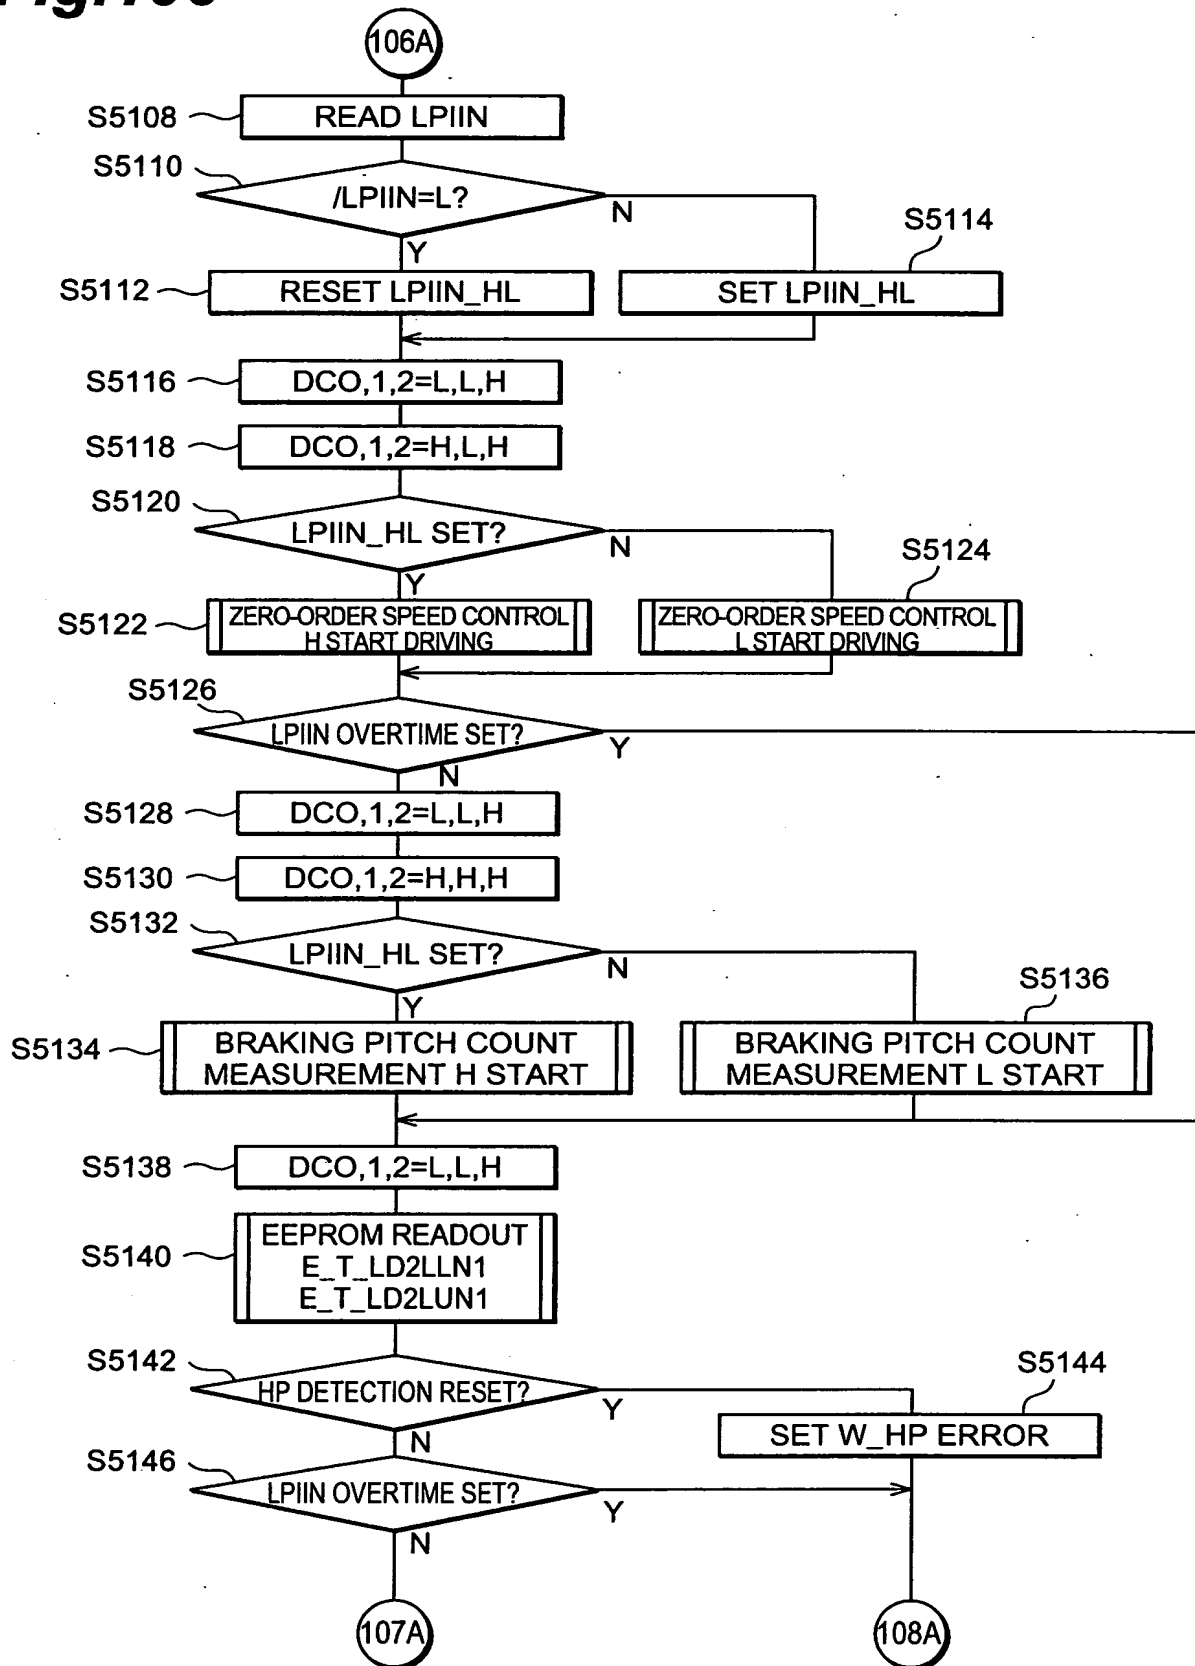 106A
S5108
READ LPIIN
S5110
/LPIIN=L?
N
Y
S5114
S5112
RESET LPIIN_HL
SET LPIIN_HL
S5116
DCO,1,2=L,L,H
S5118
DCO,1,2=H,L,H
S5120
LPIIN_HL SET?
N
Y
S5124
S5122
ZERO-ORDER SPEED CONTROL
H START DRIVING
ZERO-ORDER SPEED CONTROL
L START DRIVING
S5126
LPIIN OVERTIME SET?
Y
N
S5128
DCO,1,2=L,L,H
S5130
DCO,1,2=H,H,H
S5132
LPIIN_HL SET?
N
Y
S5136
S5134
BRAKING PITCH COUNT
MEASUREMENT H START
BRAKING PITCH COUNT
MEASUREMENT L START
S5138
DCO,1,2=L,L,H
S5140
EEPROM READOUT
E_T_LD2LLN1
E_T_LD2LUN1
S5142
HP DETECTION RESET?
Y
N
S5144
SET W_HP ERROR
S5146
LPIIN OVERTIME SET?
Y
N
107A
108A